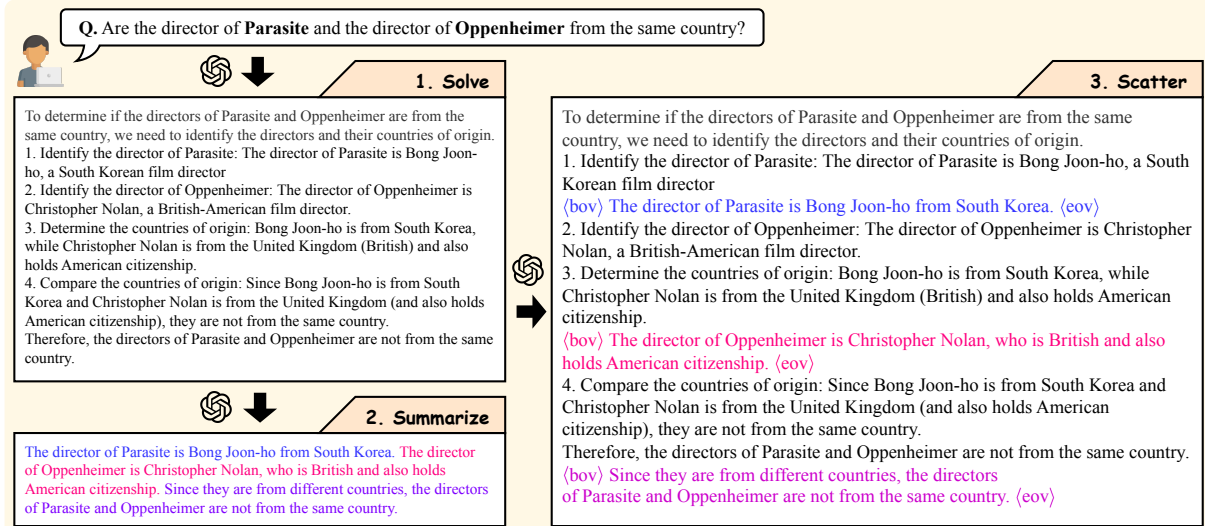 Q. Are the director of Parasite and the director of Oppenheimer from the same country?
1. Solve
To determine if the directors of Parasite and Oppenheimer are from the
same country, we need to identify the directors and their countries of origin.
1. Identify the director of Parasite: The director of Parasite is Bong Joon-
ho, a South Korean film director
2. Identify the director of Oppenheimer: The director of Oppenheimer is
Christopher Nolan, a British-American film director.
3. Determine the countries of origin: Bong Joon-ho is from South Korea,
while Christopher Nolan is from the United Kingdom (British) and also
holds American citizenship.
4. Compare the countries of origin: Since Bong Joon-ho is from South
Korea and Christopher Nolan is from the United Kingdom (and also holds
American citizenship), they are not from the same country.
Therefore, the directors of Parasite and Oppenheimer are not from the same
country.
2. Summarize
The director of Parasite is Bong Joon-ho from South Korea. The director
of Oppenheimer is Christopher Nolan, who is British and also holds
American citizenship. Since they are from different countries, the directors
of Parasite and Oppenheimer are not from the same country.
3. Scatter
To determine if the directors of Parasite and Oppenheimer are from the same
country, we need to identify the directors and their countries of origin.
1. Identify the director of Parasite: The director of Parasite is Bong Joon-ho, a South
Korean film director
⟨bov⟩ The director of Parasite is Bong Joon-ho from South Korea. ⟨eov⟩
2. Identify the director of Oppenheimer: The director of Oppenheimer is Christopher
Nolan, a British-American film director.
3. Determine the countries of origin: Bong Joon-ho is from South Korea, while
Christopher Nolan is from the United Kingdom (British) and also holds American
citizenship.
⟨bov⟩ The director of Oppenheimer is Christopher Nolan, who is British and also
holds American citizenship. ⟨eov⟩
4. Compare the countries of origin: Since Bong Joon-ho is from South Korea and
Christopher Nolan is from the United Kingdom (and also holds American
citizenship), they are not from the same country.
Therefore, the directors of Parasite and Oppenheimer are not from the same country.
⟨bov⟩ Since they are from different countries, the directors
of Parasite and Oppenheimer are not from the same country. ⟨eov⟩